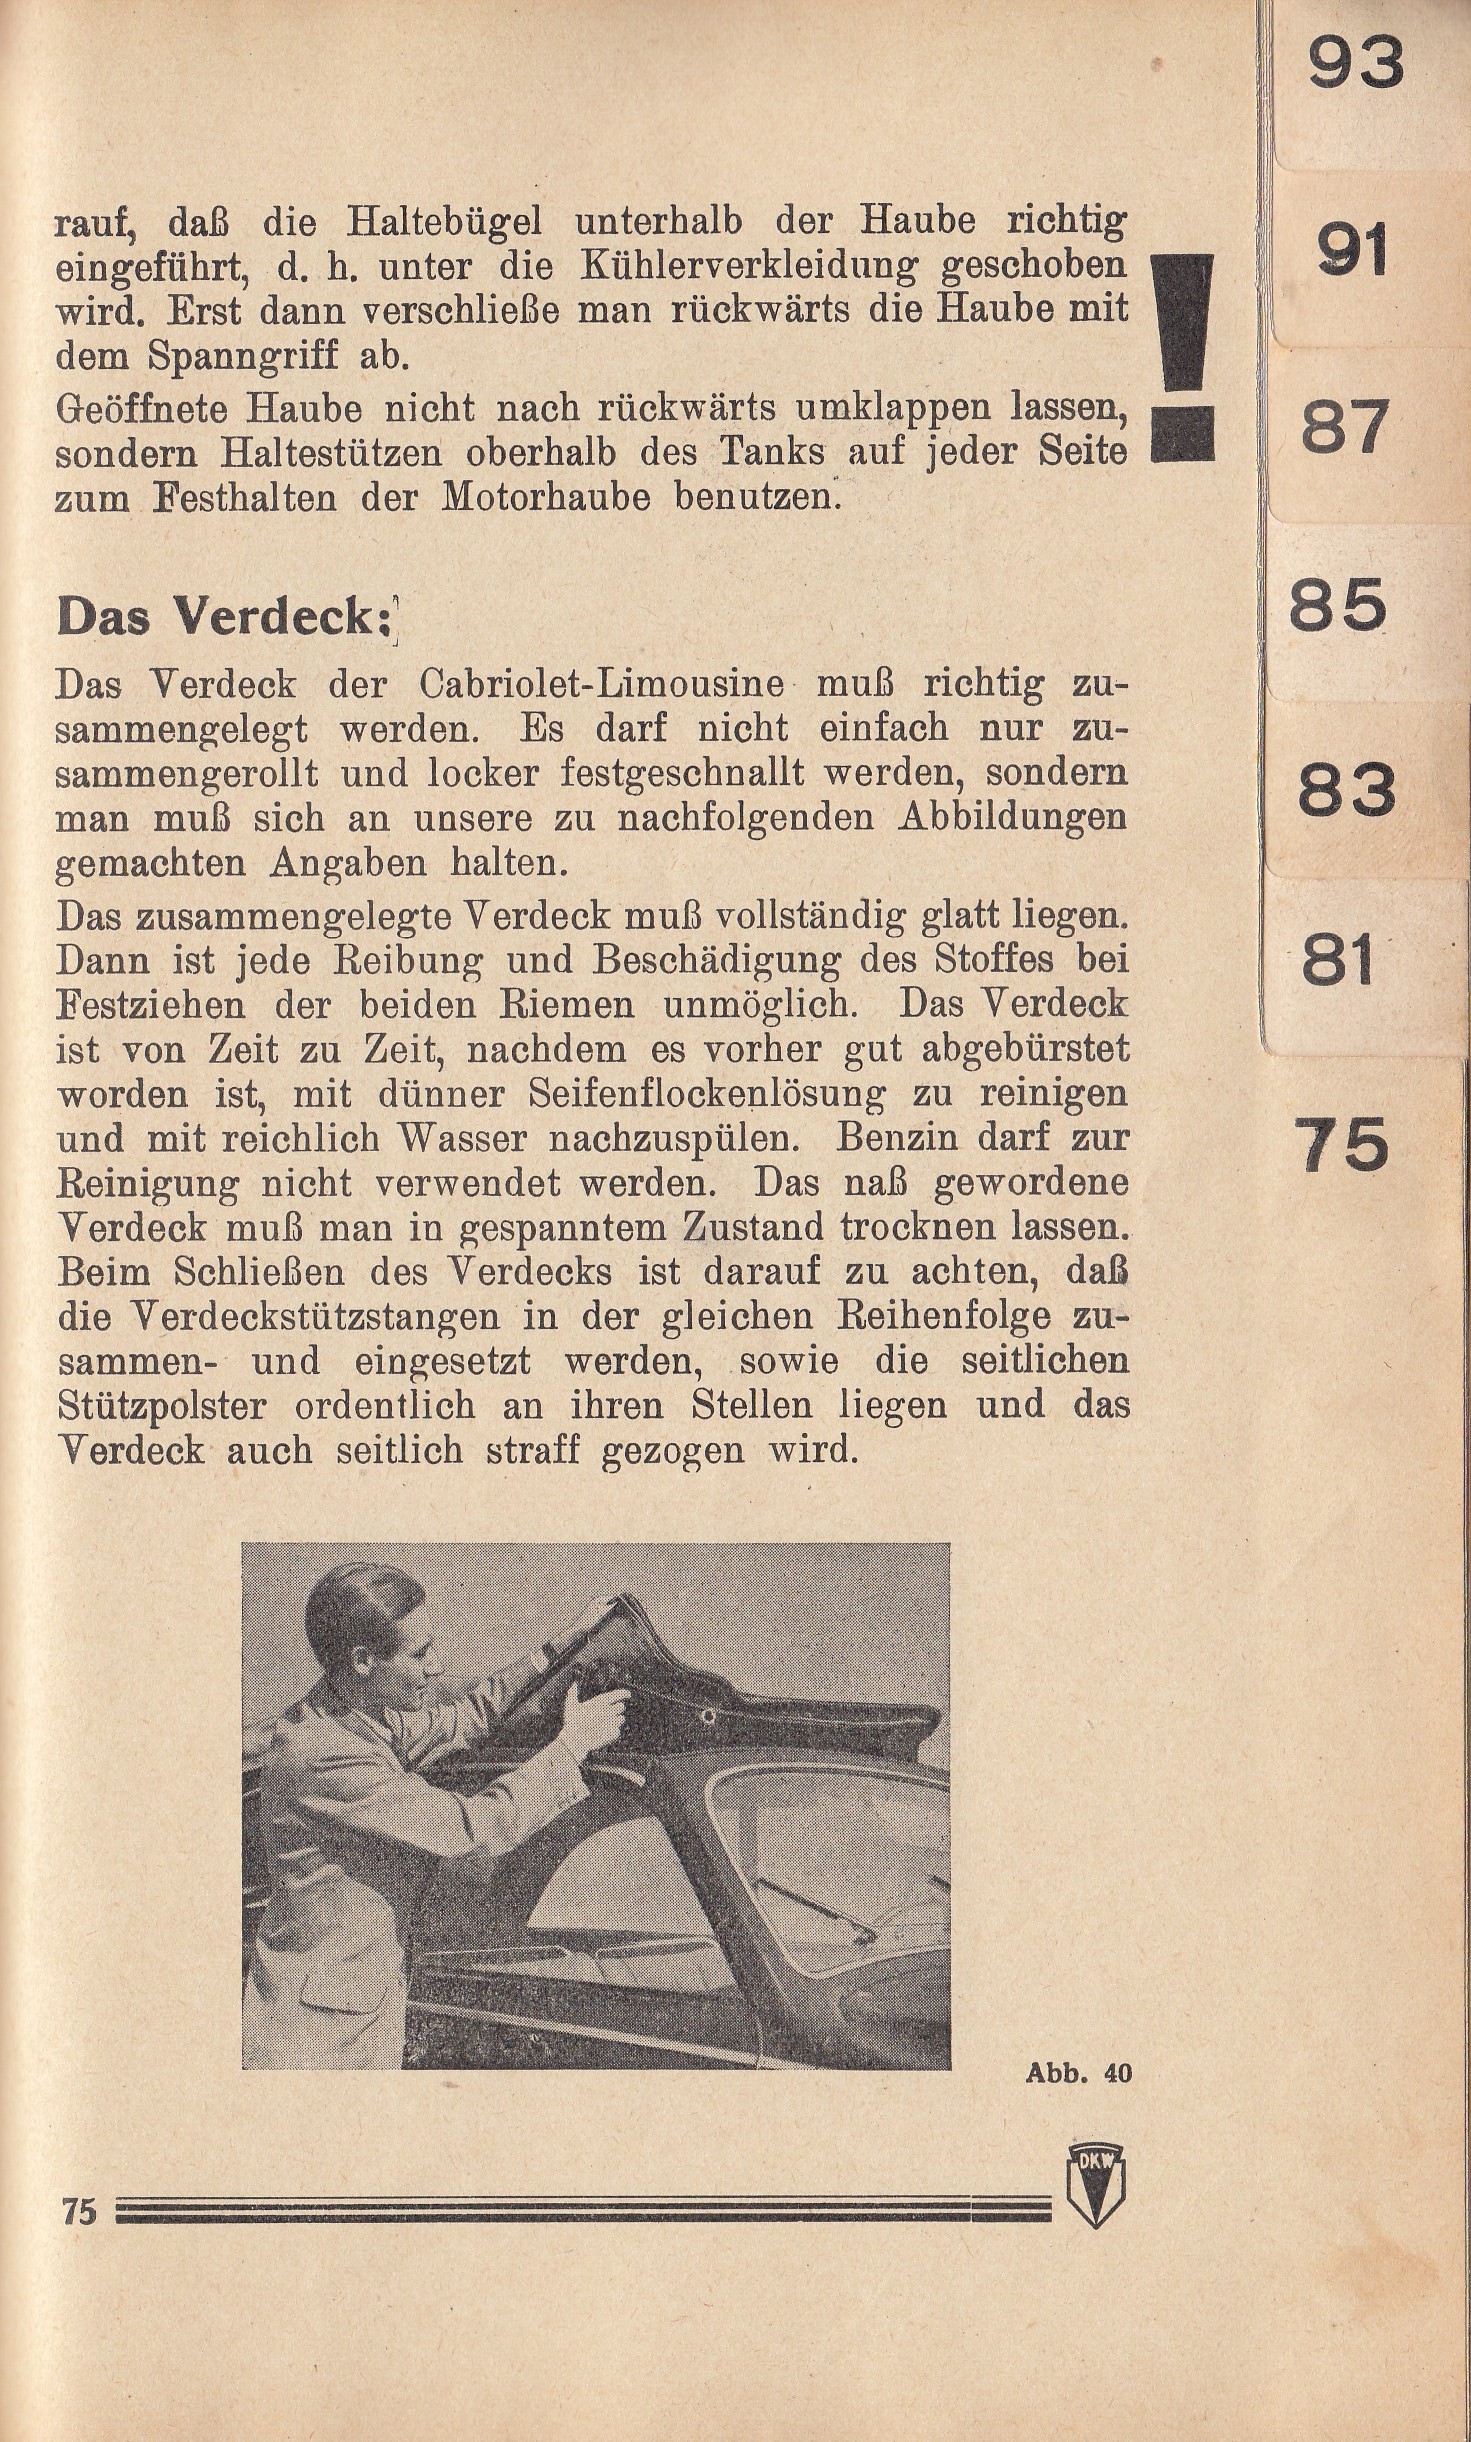 rauf, daß die Haltebügel unterhalb der Haube richtig
eingeführt, d. h. unter die Kühlerverkleidung geschoben
wird. Erst dann verschließe man rückwärts die Haube mit
dem Spanngriff ab.
Geöffnete Haube nicht nach rückwärts umklappen lassen,
sondern Haltestützen oberhalb des Tanks auf jeder Seite
zum Festhalten der Motorhaube benutzen.
!
Das Verdeck:
Das Verdeck der Cabriolet-Limousine muß richtig zu-
sammengelegt werden. Es darf nicht einfach nur zu-
sammengerollt und locker festgeschnallt werden, sondern
man muß sich an unsere zu nachfolgenden Abbildungen
gemachten Angaben halten.
Das zusammengelegte Verdeck muß vollständig glatt liegen.
Dann ist jede Reibung und Beschädigung des Stoffes bei
Festziehen der beiden Riemen unmöglich. Das Verdeck
ist von Zeit zu Zeit, nachdem es vorher gut abgebürstet
worden ist, mit dünner Seifenflockenlösung zu reinigen
und mit reichlich Wasser nachzuspülen. Benzin darf zur
Reinigung nicht verwendet werden. Das naß gewordene
Verdeck muß man in gespanntem Zustand trocknen lassen.
Beim Schließen des Verdecks ist darauf zu achten, daß
die Verdeckstützstangen in der gleichen Reihenfolge zu-
sammen- und eingesetzt werden, sowie die seitlichen
Stützpolster ordentlich an ihren Stellen liegen und das
Verdeck auch seitlich straff gezogen wird.
Abb. 40
75
DKW
93
91
87
85
83
81
75